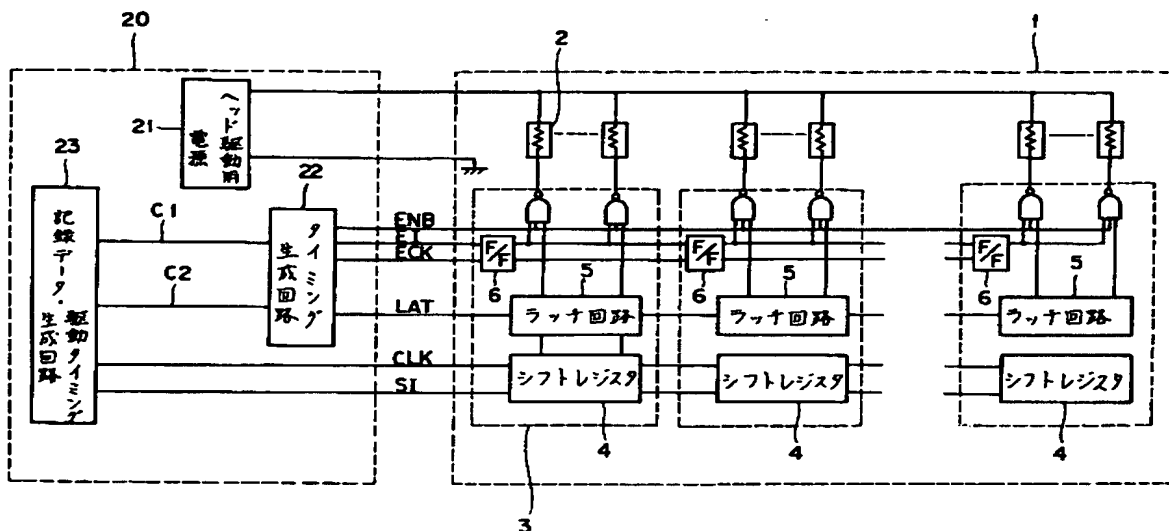 20
1
2
21
ヘッド駆動用
電源
23
22
記録データ・
駆動タイミング
生成回路
C1
C2
タイミング
生成回路
ENB
EI
ECK
LAT
CLK
SI
F/F
F/F
F/F
6
5
6
5
6
5
ラッチ回路
ラッチ回路
ラッチ回路
シフトレジスタ
シフトレジスタ
シフトレジスタ
4
4
4
3